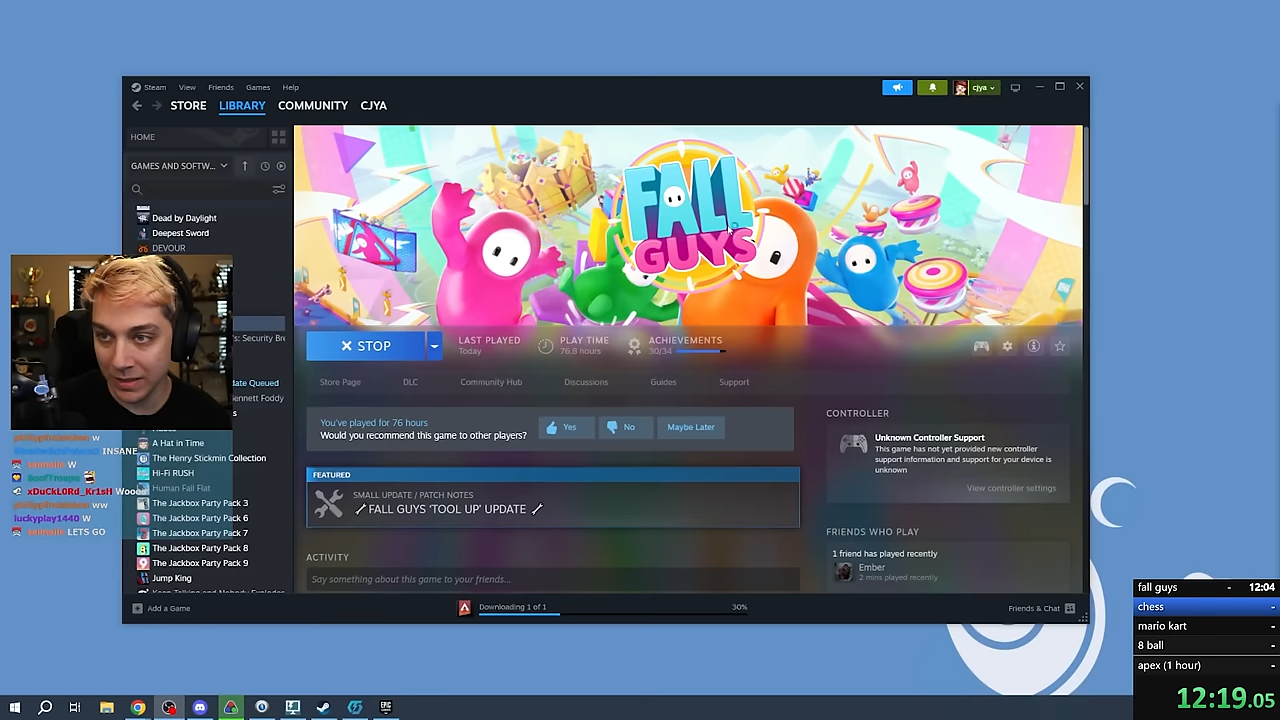 Steam View Friends Games Help
cjya
STORE LIBRARY COMMUNITY CJYA
HOME
GAMES AND SOFTW...
Dead by Daylight
Deepest Sword
DEVOUR
's: Security Bre
date Queued
Bennett Foddy
A Hat in Time
The Henry Stickmin Collection
Hi-Fi RUSH
Human Fall Flat
The Jackbox Party Pack 3
The Jackbox Party Pack 6
The Jackbox Party Pack 7
The Jackbox Party Pack 8
The Jackbox Party Pack 9
Jump King
Add a Game
FALL
GUYS
STOP
LAST PLAYED
Today
PLAY TIME
76.8 hours
ACHIEVEMENTS
30/34
Store Page DLC Community Hub Discussions Guides Support
You've played for 76 hours
Would you recommend this game to other players?
Yes No Maybe Later
FEATURED
SMALL UPDATE / PATCH NOTES
FALL GUYS 'TOOL UP' UPDATE
ACTIVITY
Say something about this game to your friends...
CONTROLLER
Unknown Controller Support
This game has not yet provided new controller
support information and support for your device is
unknown
View controller settings
FRIENDS WHO PLAY
1 friend has played recently
Ember
2 mins played recently
Downloading 1 of 1 30%
Friends & Chat
W
INSANE
W
xDuCkL0Rd_Kr1sH Wooo
ww
luckyplay1440 W
LETS GO
fall guys - 12:04
chess -
mario kart -
8 ball -
apex (1 hour) -
12:19.05
EPIC